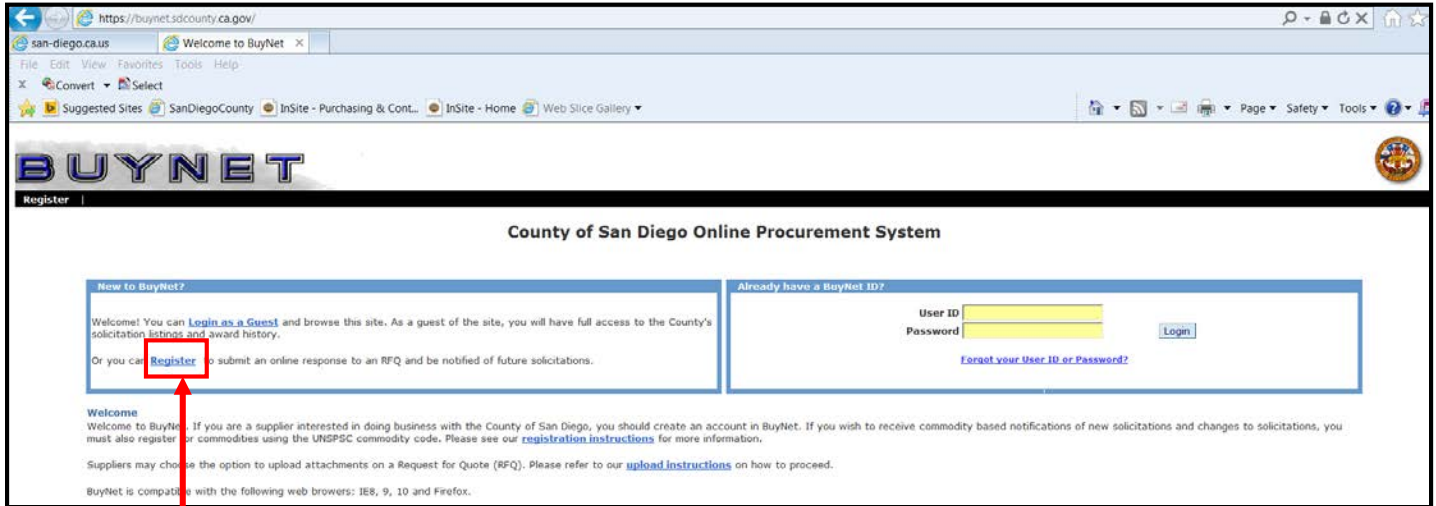 https://buynet.sdcounty.ca.gov/
san-diego.ca.us
Welcome to BuyNet ×
File Edit View Favorites Tools Help
X Convert Select
Suggested Sites SanDiegoCounty InSite - Purchasing & Cont... InSite - Home Web Slice Gallery
Page Safety Tools
BUYNET
Register |
County of San Diego Online Procurement System
New to BuyNet?
Welcome! You can Login as a Guest and browse this site. As a guest of the site, you will have full access to the County's
solicitation listings and award history.
Or you can Register to submit an online response to an RFQ and be notified of future solicitations.
Already have a BuyNet ID?
User ID
Password
Login
Forgot your User ID or Password?
Welcome
Welcome to BuyNet. If you are a supplier interested in doing business with the County of San Diego, you should create an account in BuyNet. If you wish to receive commodity based notifications of new solicitations and changes to solicitations, you
must also register for commodities using the UNSPSC commodity code. Please see our registration instructions for more information.
Suppliers may choose the option to upload attachments on a Request for Quote (RFQ). Please refer to our upload instructions on how to proceed.
BuyNet is compatible with the following web browers: IE8, 9, 10 and Firefox.